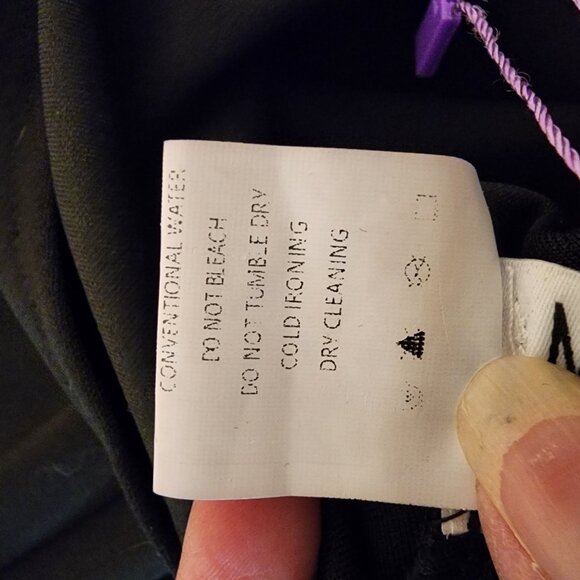 CONVENTIONAL WATER
DO NOT BLEACH
DO NOT TUMBLE DRY
COLD IRONING
DRY CLEANING